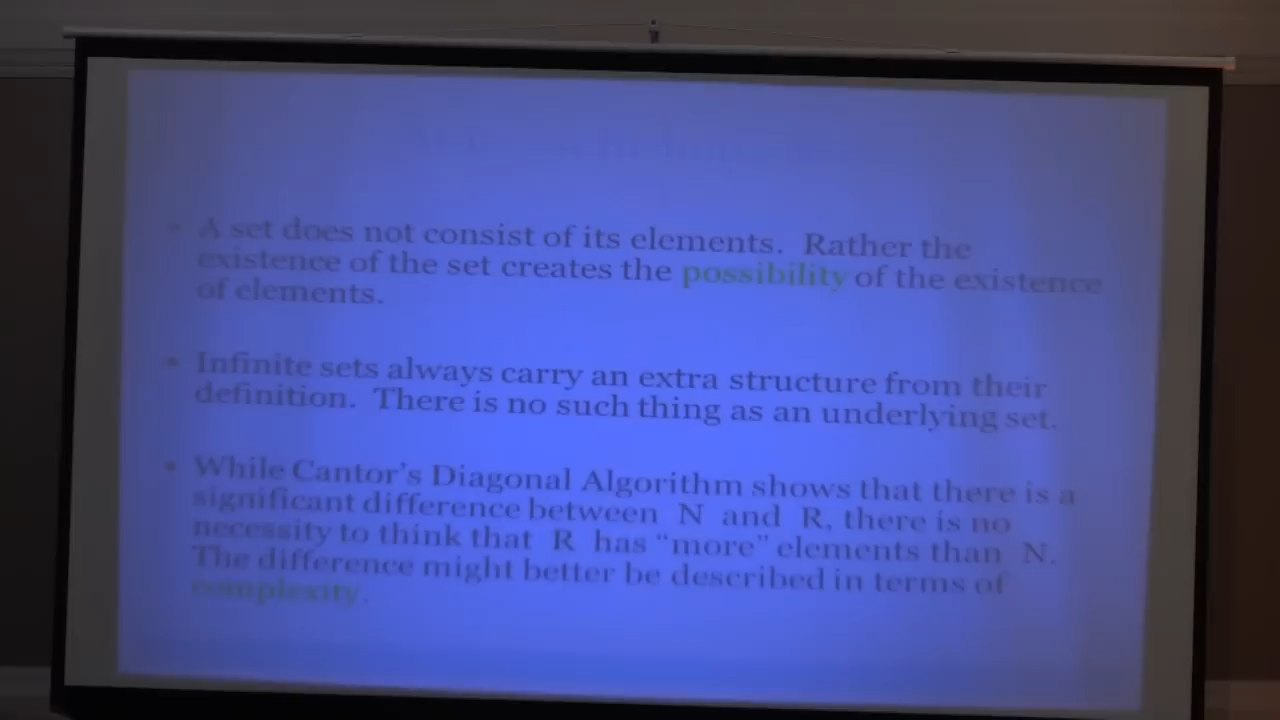 • A set does not consist of its elements. Rather the
existence of the set creates the possibility of the existence
of elements.
• Infinite sets always carry an extra structure from their
definition. There is no such thing as an underlying set.
• While Cantor's Diagonal Algorithm shows that there is a
significant difference between N and R, there is no
necessity to think that R has “more” elements than N.
The difference might better be described in terms of
complexity.